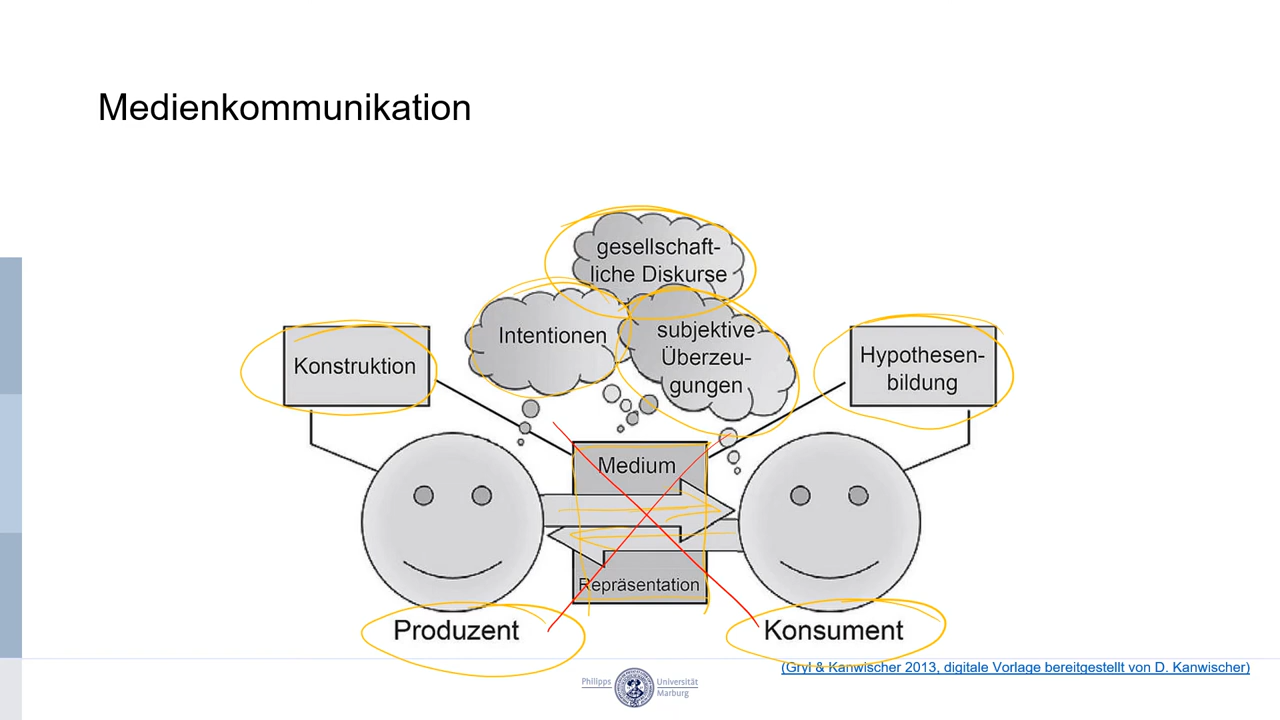 Medienkommunikation
gesellschaft-
liche Diskurse
Intentionen
subjektive
Überzeu-
gungen
Konstruktion
Hypothesen-
bildung
Medium
Repräsentation
Produzent
Konsument
(Gryl & Kanwischer 2013, digitale Vorlage bereitgestellt von D. Kanwischer)
Philipps
Universität
Marburg